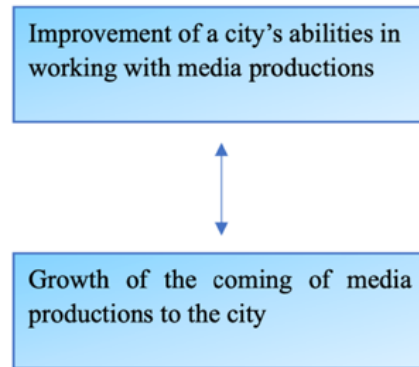 Improvement of a city’s abilities in
working with media productions
Growth of the coming of media
productions to the city